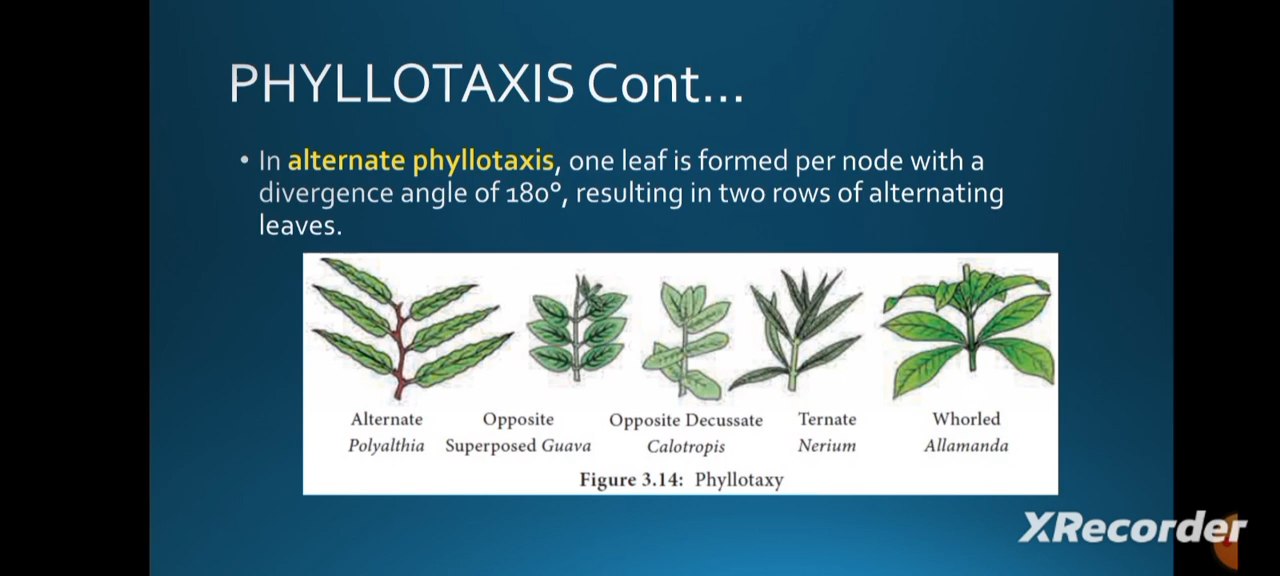 PHYLLOTAXIS Cont...
• In alternate phyllotaxis, one leaf is formed per node with a
divergence angle of 180°, resulting in two rows of alternating
leaves.
Alternate
Polyalthia
Opposite
Superposed Guava
Opposite Decussate
Calotropis
Ternate
Nerium
Whorled
Allamanda
Figure 3.14: Phyllotaxy
XRecorder